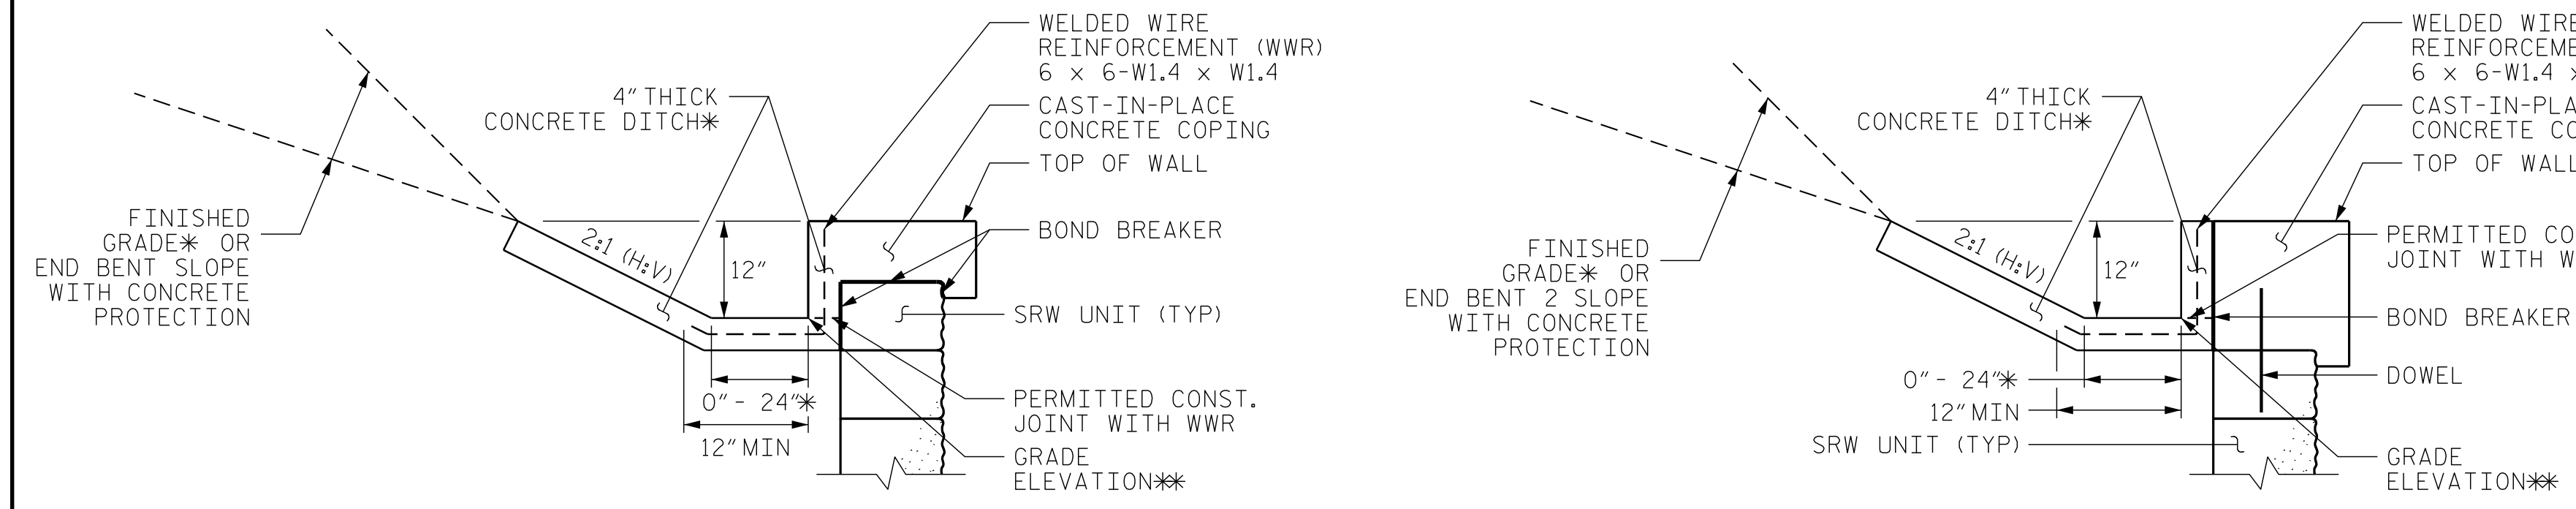 WELDED WIRE
REINFORCEMENT (WWR)
6 x 6-W1.4 x W1.4
4" THICK
CONCRETE DITCH*
CAST-IN-PLACE
CONCRETE COPING
TOP OF WALL
FINISHED
GRADE* OR
END BENT SLOPE
WITH CONCRETE
PROTECTION
2:1 (H:V)
12"
BOND BREAKER
SRW UNIT (TYP)
0" - 24"*
12" MIN
PERMITTED CONST.
JOINT WITH WWR
GRADE
ELEVATION**
WELDED WIRE
4" THICK
CONCRETE DITCH*
TOP OF WALL
FINISHED
GRADE* OR
END BENT 2 SLOPE
WITH CONCRETE
PROTECTION
2:1 (H:V)
12"
PERMITTED
JOINT WITH
BOND BREAKER
0" - 24"*
12" MIN
DOWEL
SRW UNIT (TYP)
GRADE
ELEVATION**